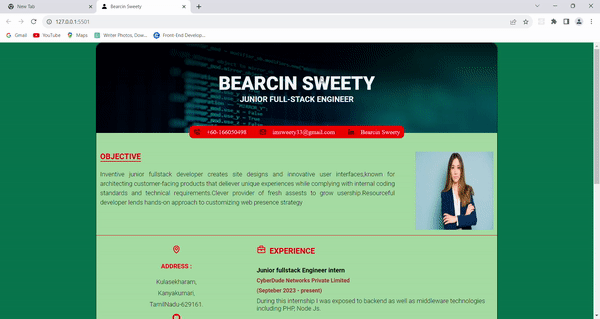 New Tab
Bearcin Sweety
127.0.0.1:5501
Gmail
YouTube
Maps
Winter Photos, Dow...
Front-End Develop...
BEARCIN SWEETY
JUNIOR FULL-STACK ENGINEER
+60-166050498
imsweety15@gmail.com
Bearcin Sweety
OBJECTIVE
Inventive junior fullstack developer creates site designs and innovative user interfaces,known for
architecting customer-facing products that deliever unique experiences while complying with internal coding
standards and technical requirements.Clever provider of fresh assests to grow usership.Resourceful
developer lends hands-on approach to customizing web presence strategy
ADDRESS :
Kulasekharam,
Kanyakumari,
TamilNadu-629161.
EXPERIENCE
Junior fullstack Engineer intern
CyberDude Networks Private Limited
(Septeber 2023 - present)
During this internship I was exposed to backend as well as middleware technologies
including PHP, Node Js.